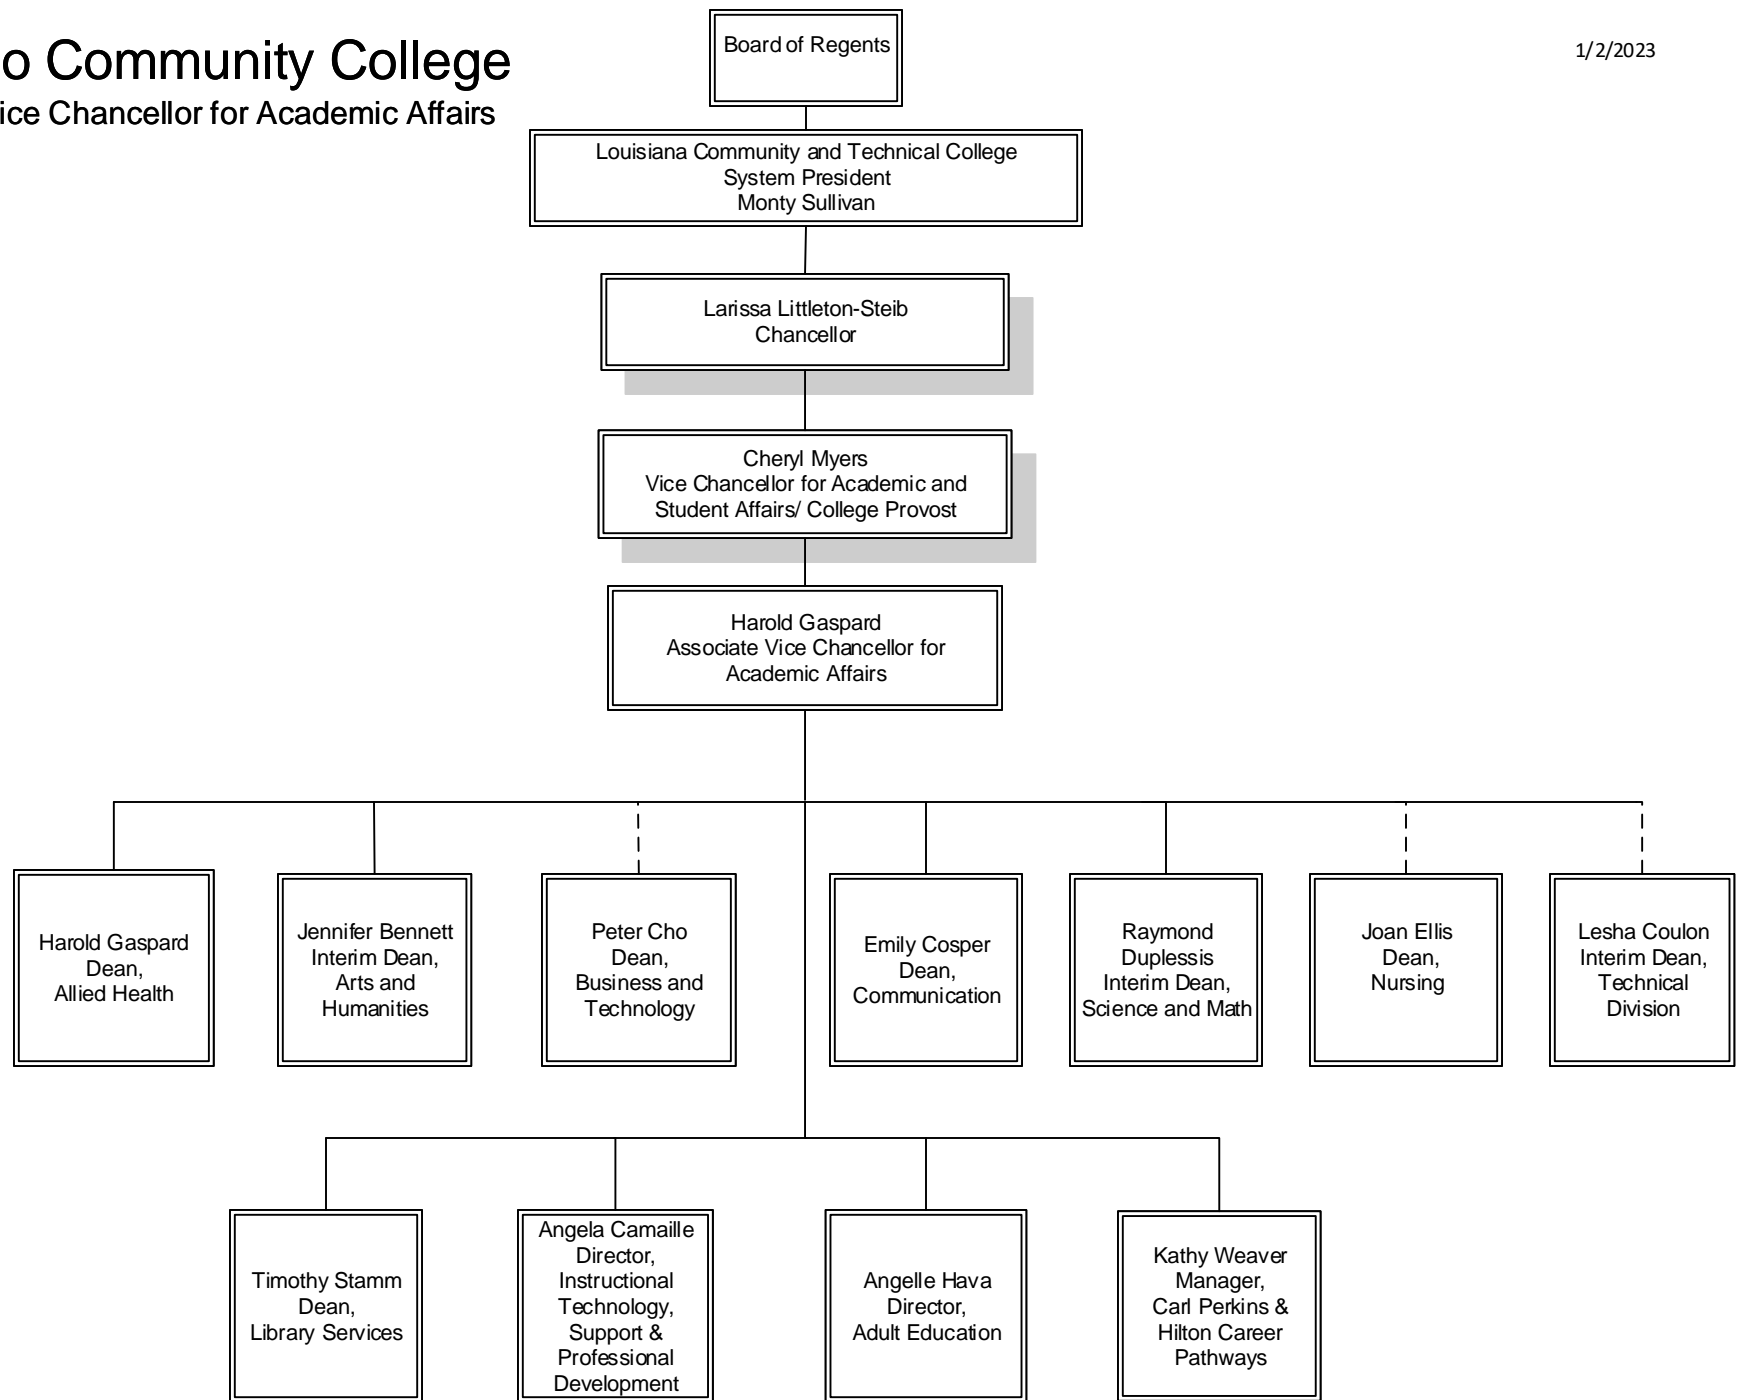 o Community College
ice Chancellor for Academic Affairs
1/2/2023
Board of Regents
Louisiana Community and Technical College
System President
Monty Sullivan
Larissa Littleton-Steib
Chancellor
Cheryl Myers
Vice Chancellor for Academic and
Student Affairs/ College Provost
Harold Gaspard
Associate Vice Chancellor for
Academic Affairs
Harold Gaspard
Dean,
Allied Health
Jennifer Bennett
Interim Dean,
Arts and
Humanities
Peter Cho
Dean,
Business and
Technology
Emily Cosper
Dean,
Communication
Raymond
Duplessis
Interim Dean,
Science and Math
Joan Ellis
Dean,
Nursing
Lesha Coulon
Interim Dean,
Technical
Division
Timothy Stamm
Dean,
Library Services
Angela Camaille
Director,
Instructional
Technology,
Support &
Professional
Development
Angelle Hava
Director,
Adult Education
Kathy Weaver
Manager,
Carl Perkins &
Hilton Career
Pathways